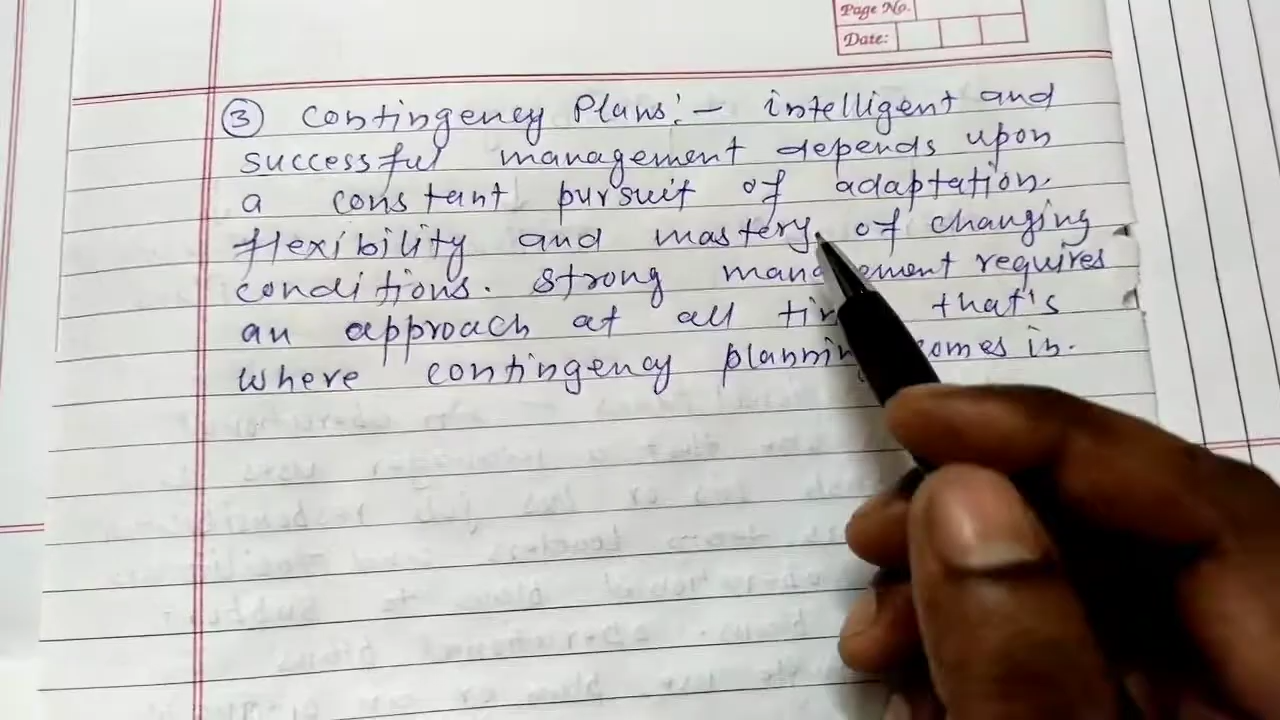 Page No.
Date:
③ Contingency Plans:- intelligent and
successful management depends upon
a constant pursuit of adaptation.
flexibility and mastery of changing
conditions. strong management requires
an approach at all that's
where contingency planning comes in.